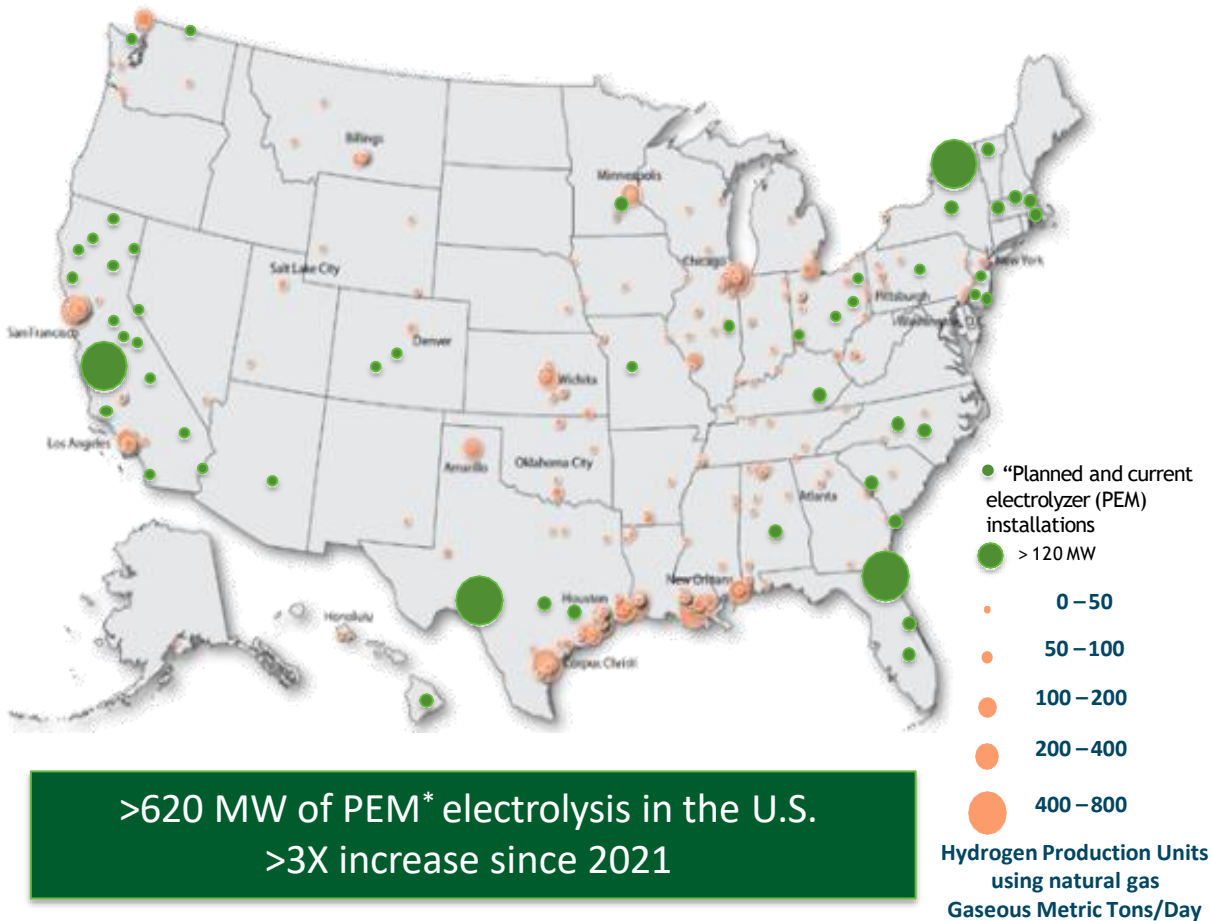 Billings
Minneapolis
Chicago
New York
Salt Lake City
Pittsburgh
Washington, D.C.
San Francisco
Denver
Wichita
Los Angeles
Amarillo
Oklahoma City
Atlanta
New Orleans
Houston
Honolulu
Corpus Christi
“Planned and current
electrolyzer (PEM)
installations
> 120 MW
0 – 50
50 – 100
100 – 200
200 – 400
400 – 800
Hydrogen Production Units
using natural gas
Gaseous Metric Tons/Day
>620 MW of PEM* electrolysis in the U.S.
>3X increase since 2021